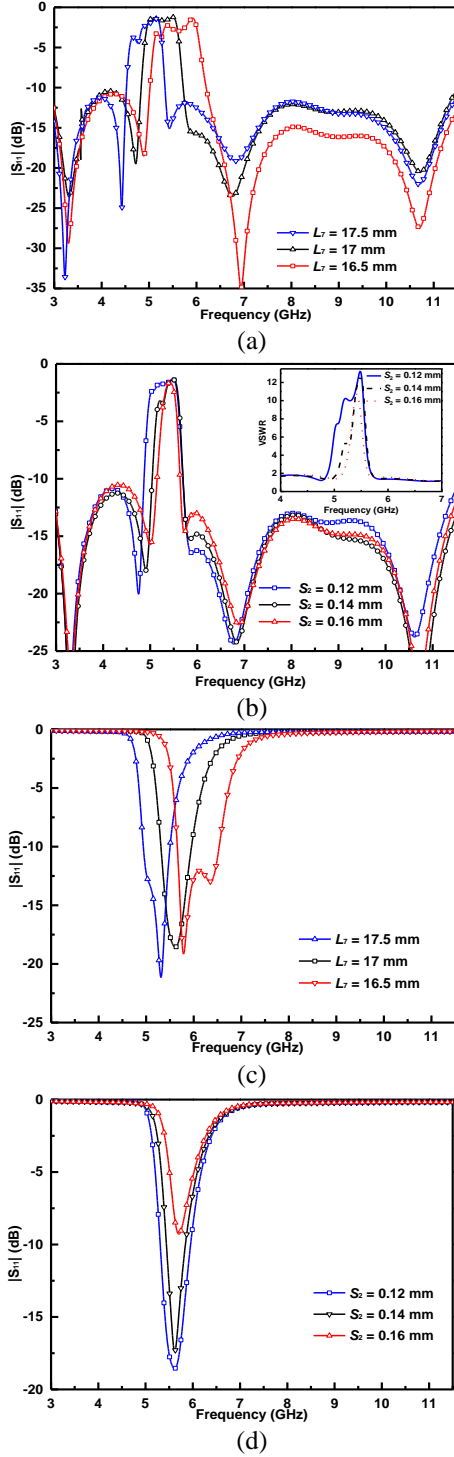 0
-5
-10
-15
-20
-25
-30
-35
|S₁₁| (dB)
L₇ = 17.5 mm
L₇ = 17 mm
L₇ = 16.5 mm
3 4 5 6 7 8 9 10 11
Frequency (GHz)
(a)
0
-5
-10
-15
-20
-25
|S₁₁| (dB)
12
10
8
6
4
2
0
VSWR
S₂ = 0.12 mm
S₂ = 0.14 mm
S₂ = 0.16 mm
4 5 6 7
Frequency (GHz)
S₂ = 0.12 mm
S₂ = 0.14 mm
S₂ = 0.16 mm
3 4 5 6 7 8 9 10 11
Frequency (GHz)
(b)
0
-5
-10
-15
-20
-25
|S₁₁| (dB)
L₇ = 17.5 mm
L₇ = 17 mm
L₇ = 16.5 mm
3 4 5 6 7 8 9 10 11
Frequency (GHz)
(c)
0
-5
-10
-15
-20
|S₁₁| (dB)
S₂ = 0.12 mm
S₂ = 0.14 mm
S₂ = 0.16 mm
3 4 5 6 7 8 9 10 11
Frequency (GHz)
(d)